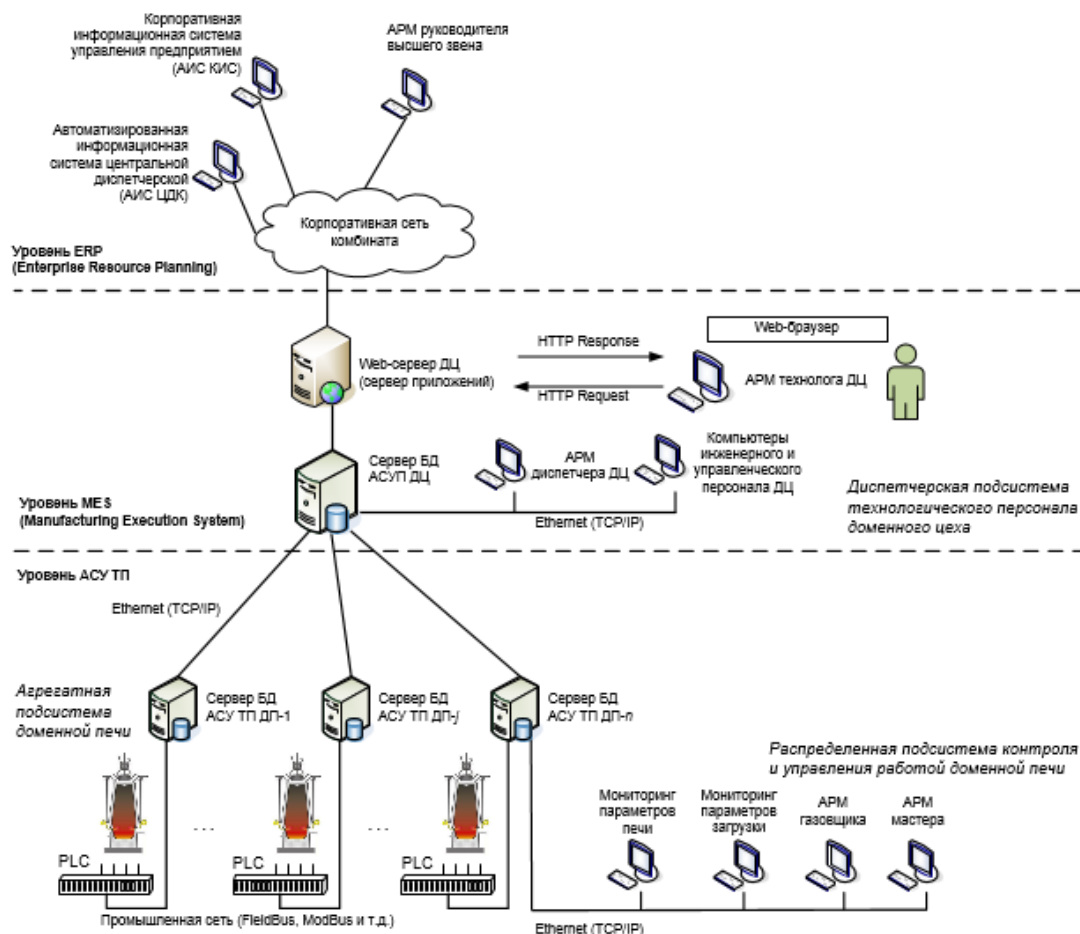 Корпоративная
информационная система
управления предприятием
(АИС КИС)
АРМ руководителя
высшего звена
Автоматизированная
информационная
система центральной
диспетчерской
(АИС ЦДК)
Корпоративная сеть
комбината
Уровень ERP
(Enterprise Resource Planning)
Web-браузер
HTTP Response
Web-сервер ДЦ
(сервер приложений)
АРМ технолога ДЦ
HTTP Request
Сервер БД
АСУП ДЦ
АРМ
диспетчера ДЦ
Компьютеры
инженерного и
управленческого
персонала ДЦ
Уровень MES
(Manufacturing Execution System)
Ethernet (TCP/IP)
Диспетчерская подсистема
технологического персонала
доменного цеха
Уровень АСУ ТП
Ethernet (TCP/IP)
Агрегатная
подсистема
доменной печи
Сервер БД
АСУ ТП ДП-1
Сервер БД
АСУ ТП ДП-j
Сервер БД
АСУ ТП ДП-n
Распределенная подсистема контроля
и управления работой доменной печи
Мониторинг
параметров
печи
Мониторинг
параметров
загрузки
АРМ
газовщика
АРМ
мастера
...
...
PLC
PLC
PLC
Промышленная сеть (FieldBus, ModBus и т.д.)
Ethernet (TCP/IP)